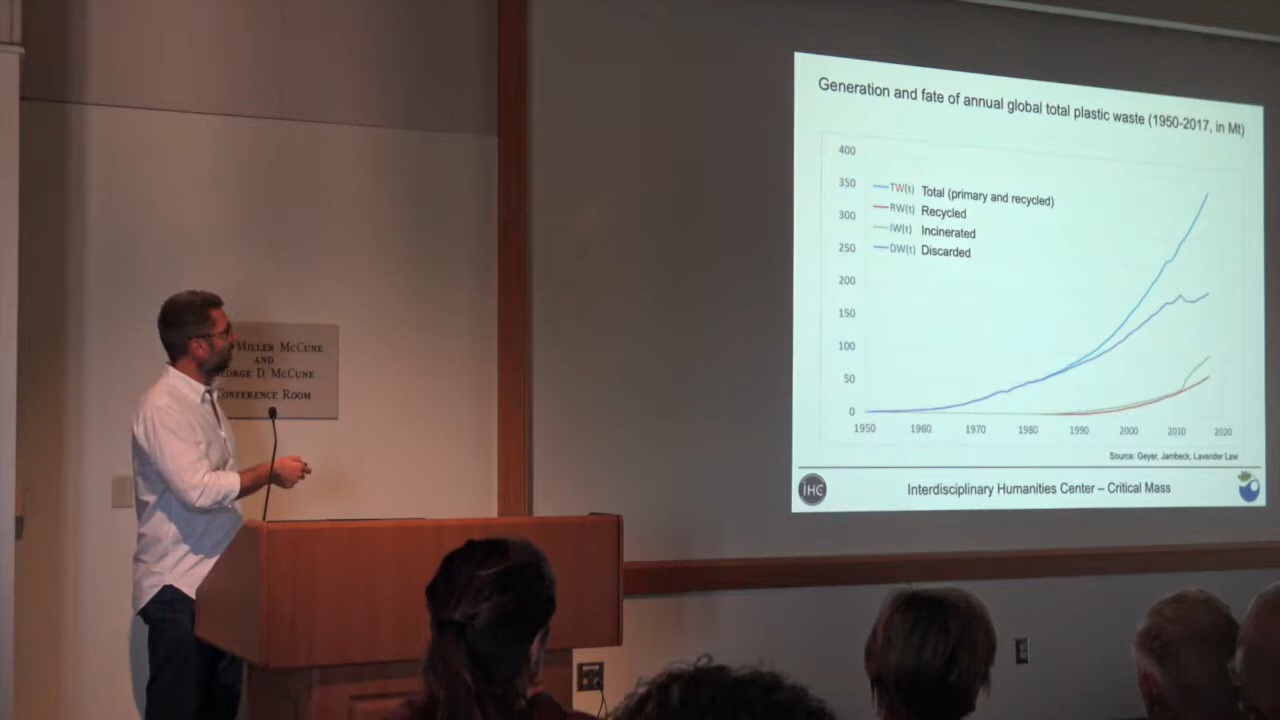 MILLER MCCUNE
AND
ORGE D. MCCUNE
CONFERENCE ROOM
Generation and fate of annual global total plastic waste (1950-2017, in Mt)
400
350
300
250
200
150
100
50
0
TW(t) Total (primary and recycled)
RW(t) Recycled
IW(t) Incinerated
DW(t) Discarded
1950 1960 1970 1980 1990 2000 2010 2020
Source: Geyer, Jambeck, Lavender Law
IHC
Interdisciplinary Humanities Center – Critical Mass